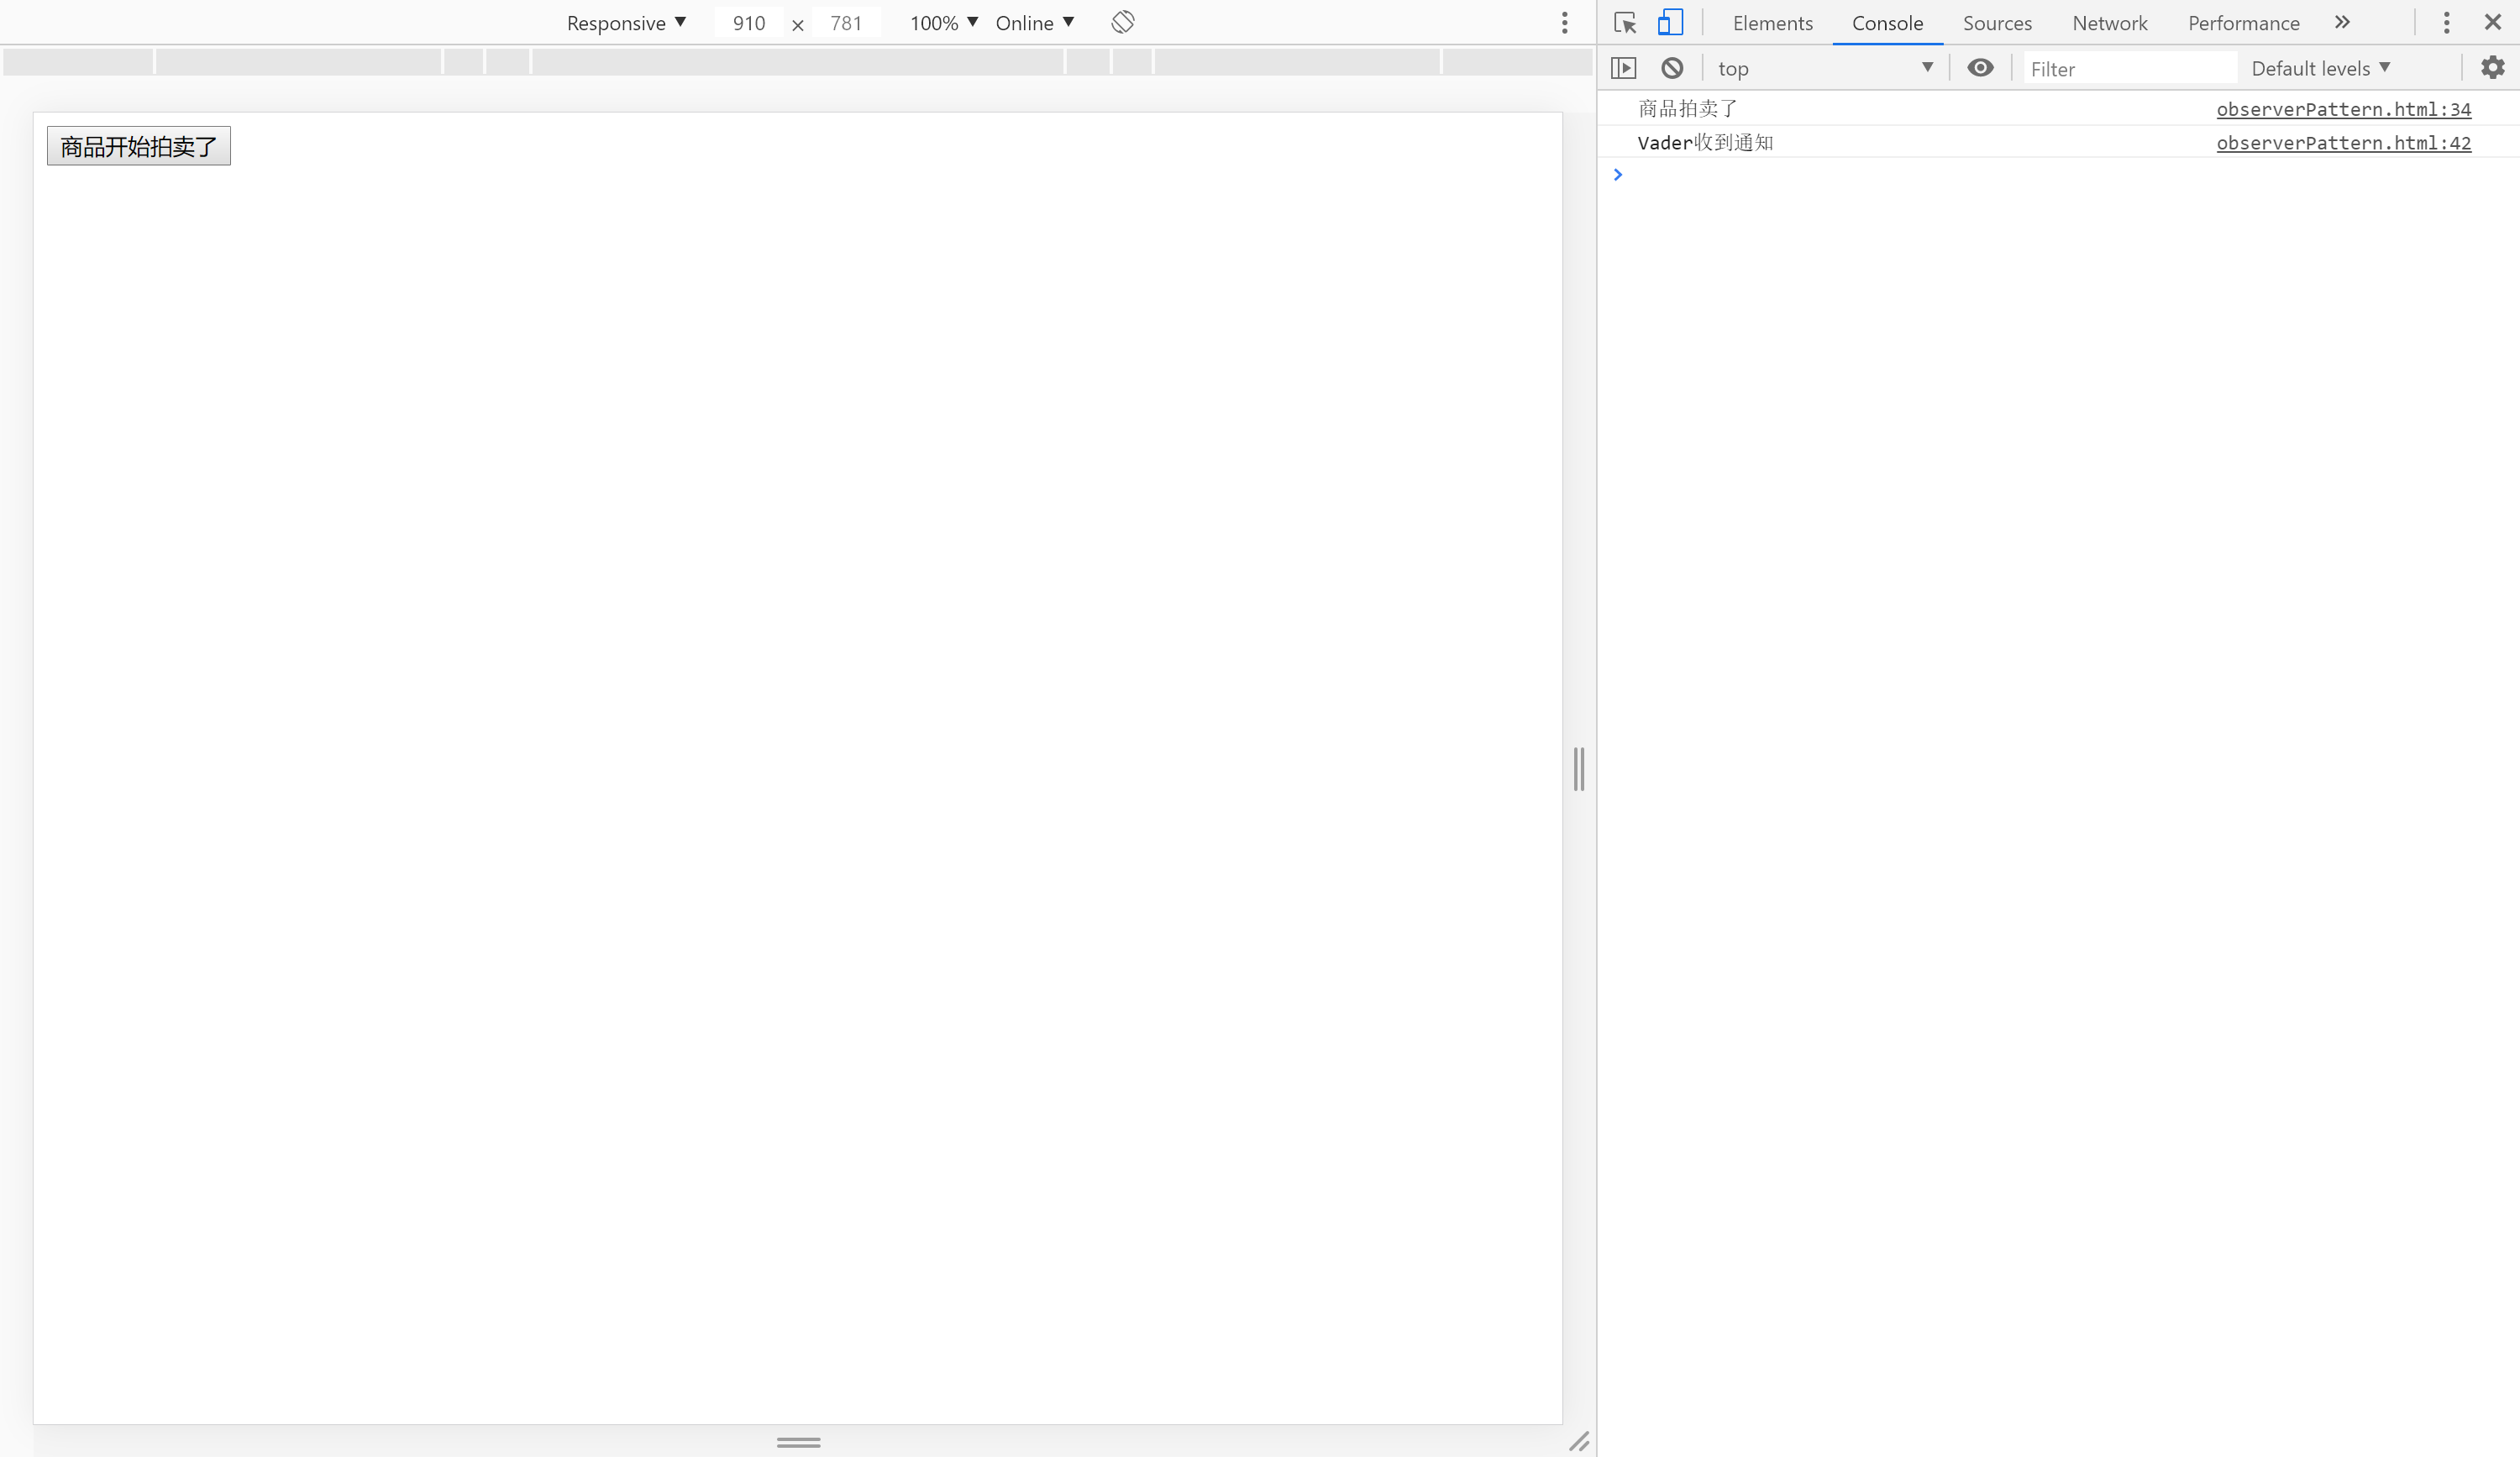 Responsive ▼ 910 × 781 100% ▼ Online ▼
Elements Console Sources Network Performance »
top ▼ Filter Default levels ▼
商品开始拍卖了
商品拍卖了 observerPattern.html:34
Vader收到通知 observerPattern.html:42